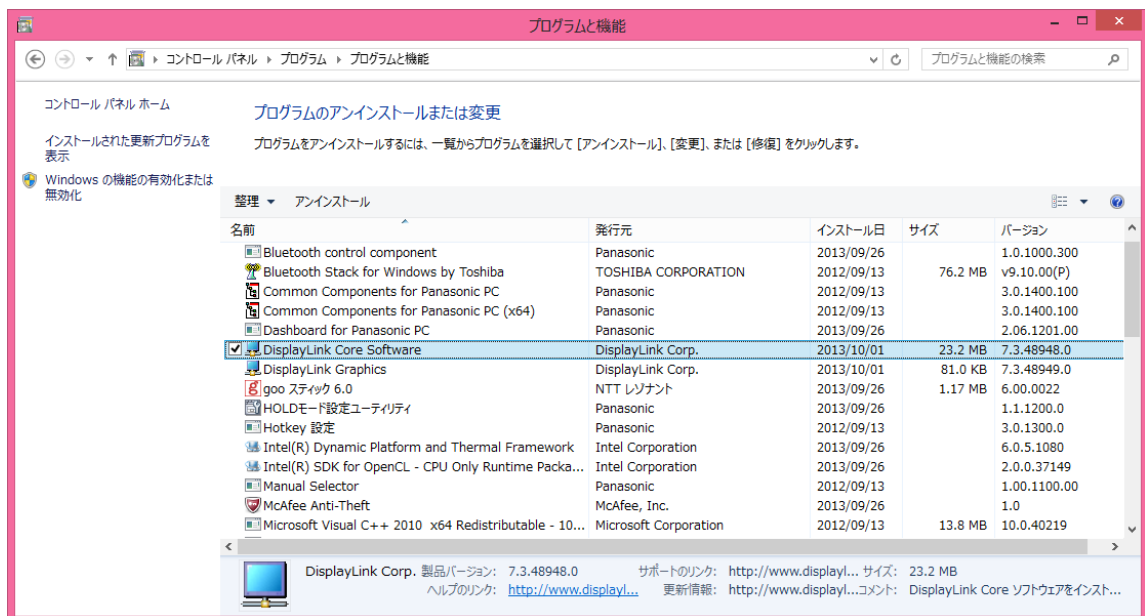 プログラムと機能
コントロール パネル プログラム プログラムと機能 プログラムと機能の検索
コントロール パネル ホーム
インストールされた更新プログラムを
表示
Windows の機能の有効化または
無効化
プログラムのアンインストールまたは変更
プログラムをアンインストールするには、一覧からプログラムを選択して [アンインストール]、[変更]、または [修復] をクリックします。
整理 アンインストール
名前 発行元 インストール日 サイズ バージョン
Bluetooth control component Panasonic 2013/09/26 1.0.1000.300
Bluetooth Stack for Windows by Toshiba TOSHIBA CORPORATION 2012/09/13 76.2 MB v9.10.00(P)
Common Components for Panasonic PC Panasonic 2012/09/13 3.0.1400.100
Common Components for Panasonic PC (x64) Panasonic 2012/09/13 3.0.1400.100
Dashboard for Panasonic PC Panasonic 2013/09/26 2.06.1201.00
DisplayLink Core Software DisplayLink Corp. 2013/10/01 23.2 MB 7.3.48948.0
DisplayLink Graphics DisplayLink Corp. 2013/10/01 81.0 KB 7.3.48949.0
goo スティック 6.0 NTT レゾナント 2013/09/26 1.17 MB 6.00.0022
HOLDモード設定ユーティリティ Panasonic 2013/09/26 1.1.1200.0
Hotkey 設定 Panasonic 2012/09/13 3.0.1300.0
Intel(R) Dynamic Platform and Thermal Framework Intel Corporation 2013/09/26 6.0.5.1080
Intel(R) SDK for OpenCL - CPU Only Runtime Packa... Intel Corporation 2013/09/26 2.0.0.37149
Manual Selector Panasonic 2012/09/13 1.00.1100.00
McAfee Anti-Theft McAfee, Inc. 2013/09/26 1.0
Microsoft Visual C++ 2010 x64 Redistributable - 10... Microsoft Corporation 2012/09/13 13.8 MB 10.0.40219
DisplayLink Corp. 製品バージョン: 7.3.48948.0 サポートのリンク: http://www.displayl... サイズ: 23.2 MB
ヘルプのリンク: http://www.displayl... 更新情報: http://www.displayl... コメント: DisplayLink Core ソフトウェアをインスト...